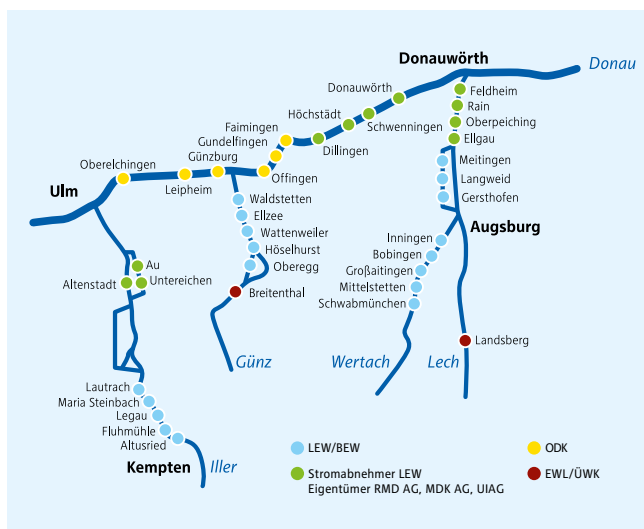 Donauwörth
Donau
Donauwörth
Feldheim
Höchstädt
Rain
Faimingen
Schwenningen
Oberpeiching
Gundelfingen
Ellgau
Günzburg
Dillingen
Oberelchingen
Meitingen
Offingen
Langweid
Ulm
Leipheim
Waldstetten
Gersthofen
Ellzee
Augsburg
Wattenweiler
Inningen
Höselhurst
Bobingen
Au
Oberegg
Großaitingen
Altenstadt
Untereichen
Breitenthal
Mittelstetten
Schwabmünchen
Landsberg
Günz
Wertach
Lech
Lautrach
Maria Steinbach
Legau
Fluhmühle
Altusried
Kempten
Iller
LEW/BEW
ODK
Stromabnehmer LEW
Eigentümer RMD AG, MDK AG, UIAG
EWL/ÜWK